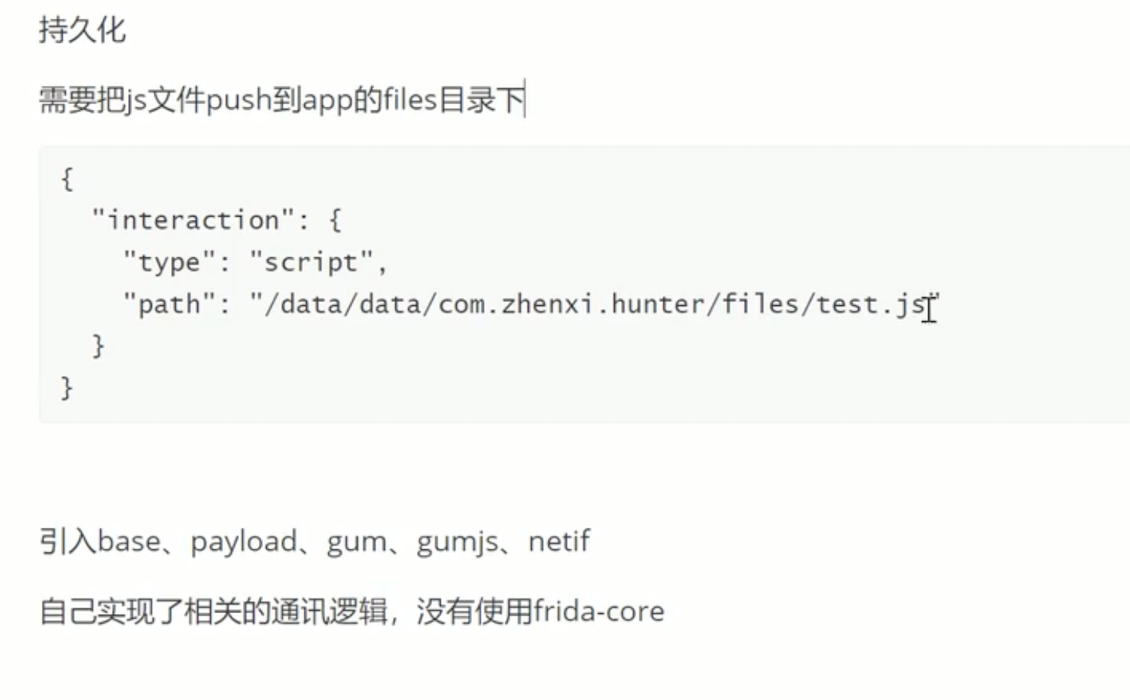 持久化
需要把js文件push到app的files目录下
{
  "interaction": {
    "type": "script",
    "path": "/data/data/com.zhenxi.hunter/files/test.js"
  }
}
引入base、payload、gum、gumjs、netif
自己实现了相关的通讯逻辑，没有使用frida-core